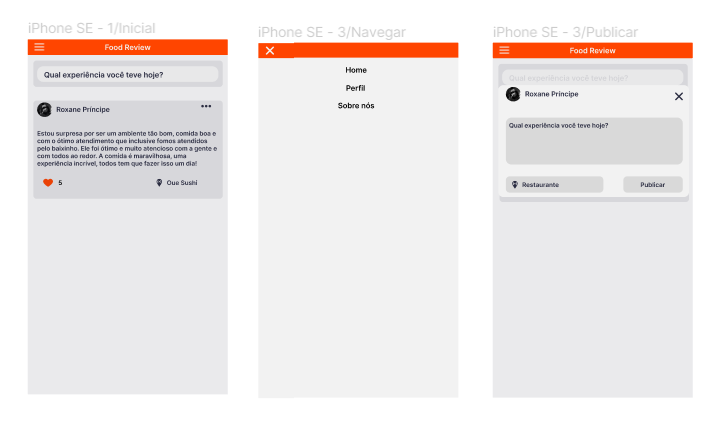 iPhone SE - 1/Inicial
Food Review
Qual experiência você teve hoje?
Roxane Príncipe
Estou surpresa por ser um ambiente tão bom, comida boa e
com o ótimo atendimento que inclusive fomos atendidos
pelo baixinho. Ele foi ótimo e muito atencioso com a gente e
com todos ao redor. A comida é maravilhosa, uma
experiência incrível, todos tem que fazer isso um dia!
5
Oue Sushi
iPhone SE - 3/Navegar
Home
Perfil
Sobre nós
iPhone SE - 3/Publicar
Food Review
Qual experiência você teve hoje?
Roxane Príncipe
Qual experiência você teve hoje?
Restaurante
Publicar